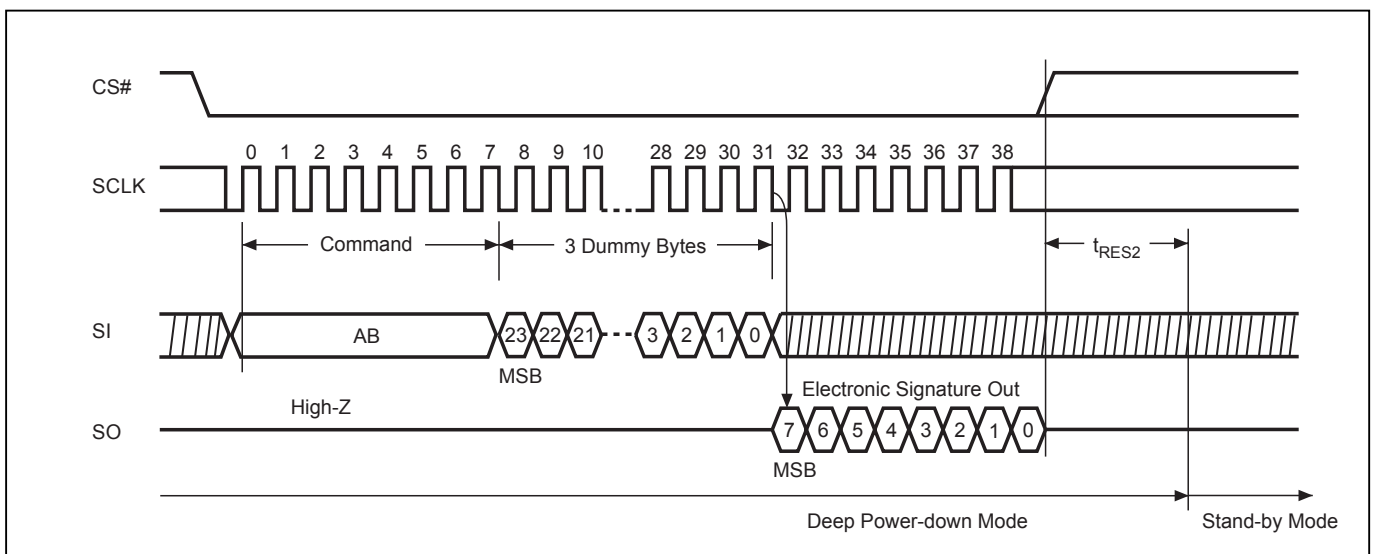 CS#
0 1 2 3 4 5 6 7 8 9 10 28 29 30 31 32 33 34 35 36 37 38
SCLK
Command
3 Dummy Bytes
tRES2
SI
AB
23 22 21 3 2 1 0
MSB
High-Z
Electronic Signature Out
SO
7 6 5 4 3 2 1 0
MSB
Deep Power-down Mode
Stand-by Mode